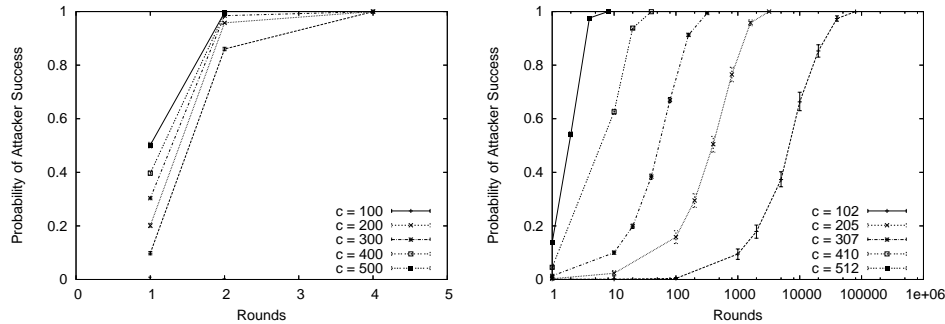 Probability of Attacker Success
1
0.8
0.6
0.4
0.2
0
0 1 2 3 4 5
Rounds
c = 100
c = 200
c = 300
c = 400
c = 500
Probability of Attacker Success
1
0.8
0.6
0.4
0.2
0
1 10 100 1000 10000 100000 1e+06
Rounds
c = 102
c = 205
c = 307
c = 410
c = 512